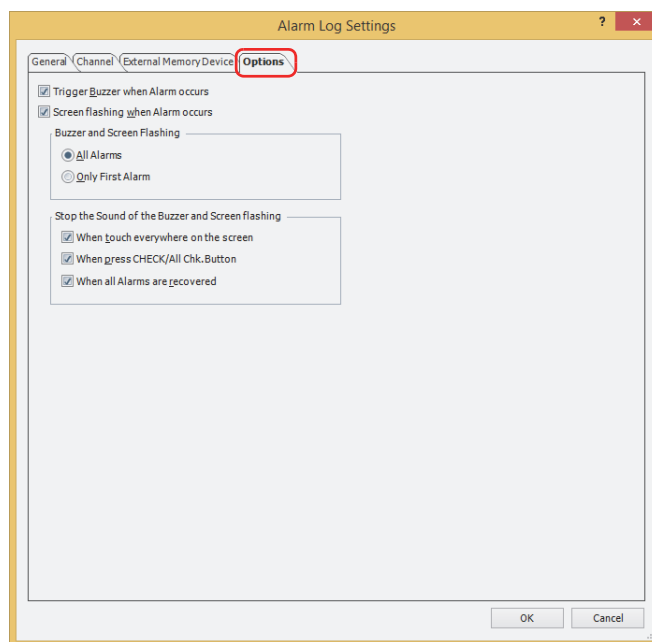 Alarm Log Settings
?
General Channel External Memory Device Options
Trigger Buzzer when Alarm occurs
Screen flashing when Alarm occurs
Buzzer and Screen Flashing
All Alarms
Only First Alarm
Stop the Sound of the Buzzer and Screen flashing
When touch everywhere on the screen
When press CHECK/All Chk.Button
When all Alarms are recovered
OK Cancel